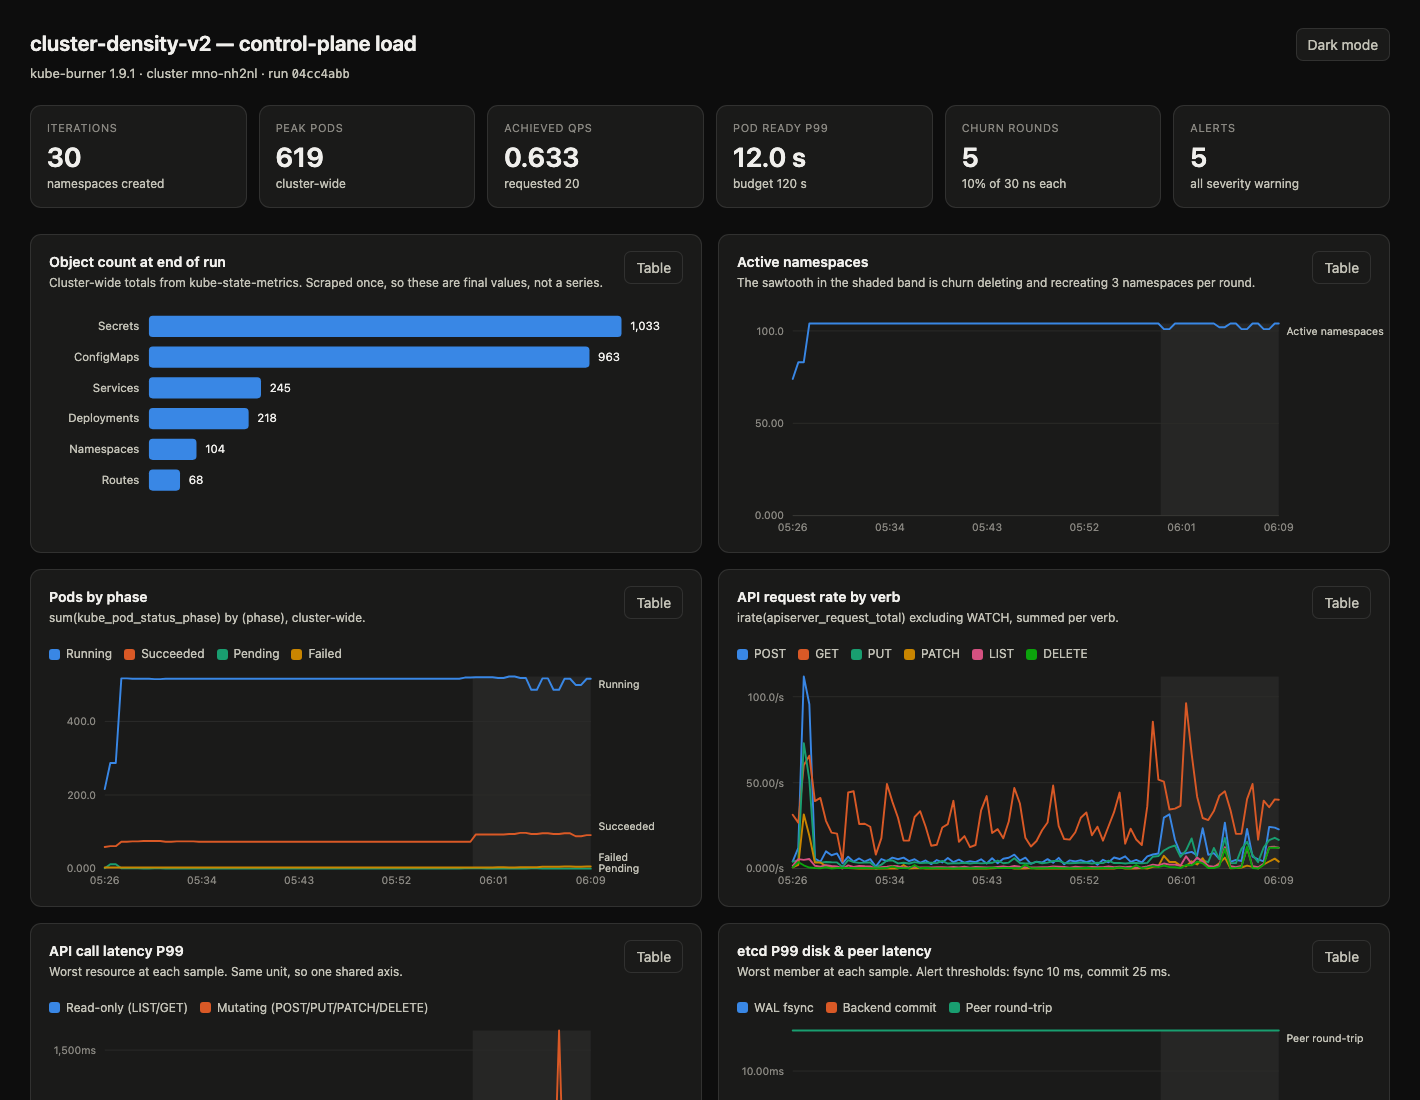 cluster-density-v2 — control-plane load
Dark mode
kube-burner 1.9.1 · cluster mno-nh2nl · run 04cc4abb
ITERATIONS
30
namespaces created
PEAK PODS
619
cluster-wide
ACHIEVED QPS
0.633
requested 20
POD READY P99
12.0 s
budget 120 s
CHURN ROUNDS
5
10% of 30 ns each
ALERTS
5
all severity warning
Object count at end of run
Table
Cluster-wide totals from kube-state-metrics. Scraped once, so these are final values, not a series.
Secrets 1,033
ConfigMaps 963
Services 245
Deployments 218
Namespaces 104
Routes 68
Active namespaces
Table
The sawtooth in the shaded band is churn deleting and recreating 3 namespaces per round.
100.0
Active namespaces
50.00
0.000
05:26 05:34 05:43 05:52 06:01 06:09
Pods by phase
Table
sum(kube_pod_status_phase) by (phase), cluster-wide.
Running Succeeded Pending Failed
Running
400.0
200.0
Succeeded
Failed
0.000
Pending
05:26 05:34 05:43 05:52 06:01 06:09
API request rate by verb
Table
irate(apiserver_request_total) excluding WATCH, summed per verb.
POST GET PUT PATCH LIST DELETE
100.0/s
50.00/s
0.000/s
05:26 05:34 05:43 05:52 06:01 06:09
API call latency P99
Table
Worst resource at each sample. Same unit, so one shared axis.
Read-only (LIST/GET) Mutating (POST/PUT/PATCH/DELETE)
1,500ms
etcd P99 disk & peer latency
Table
Worst member at each sample. Alert thresholds: fsync 10 ms, commit 25 ms.
WAL fsync Backend commit Peer round-trip
Peer round-trip
10.00ms